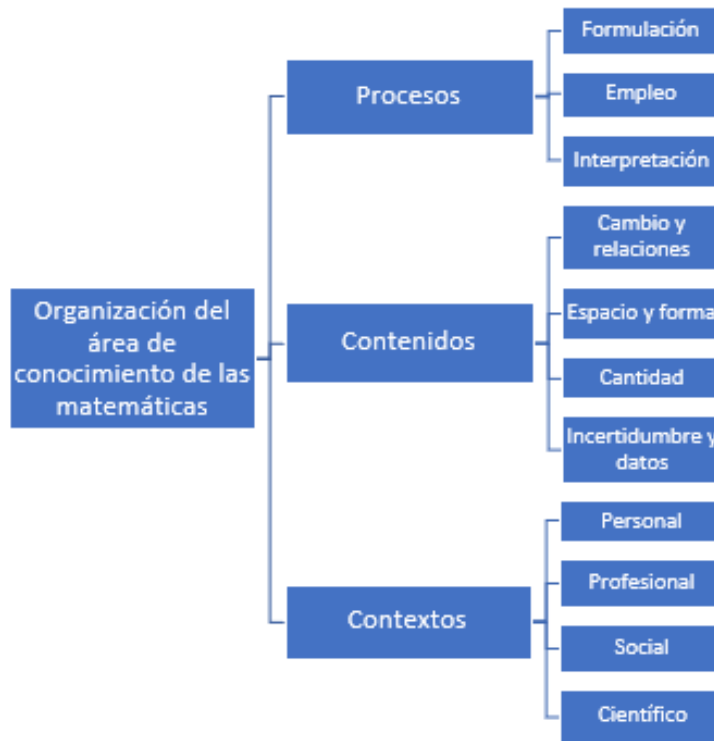 Organización del
área de
conocimiento de las
matemáticas
Procesos
Formulación
Empleo
Interpretación
Contenidos
Cambio y
relaciones
Espacio y forma
Cantidad
Incertidumbre y
datos
Contextos
Personal
Profesional
Social
Científico